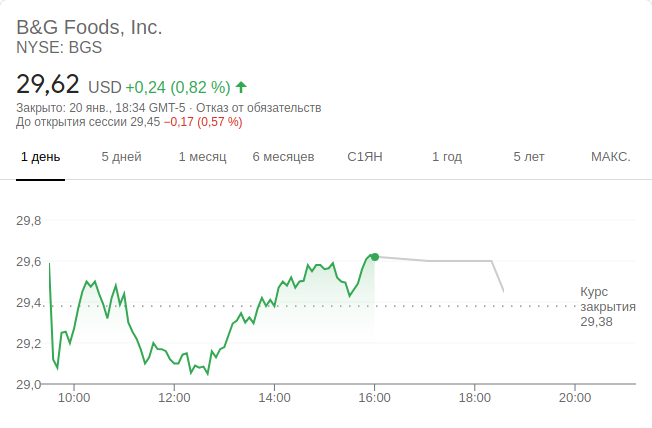 B&G Foods, Inc.
NYSE: BGS
29,62 USD +0,24 (0,82 %)
Закрыто: 20 янв., 18:34 GMT-5 · Отказ от обязательств
До открытия сессии 29,45 −0,17 (0,57 %)
1 день 5 дней 1 месяц 6 месяцев С1ЯН 1 год 5 лет МАКС.
29,8
29,6
29,4
29,2
29,0
Курс
закрытия
29,38
10:00 12:00 14:00 16:00 18:00 20:00